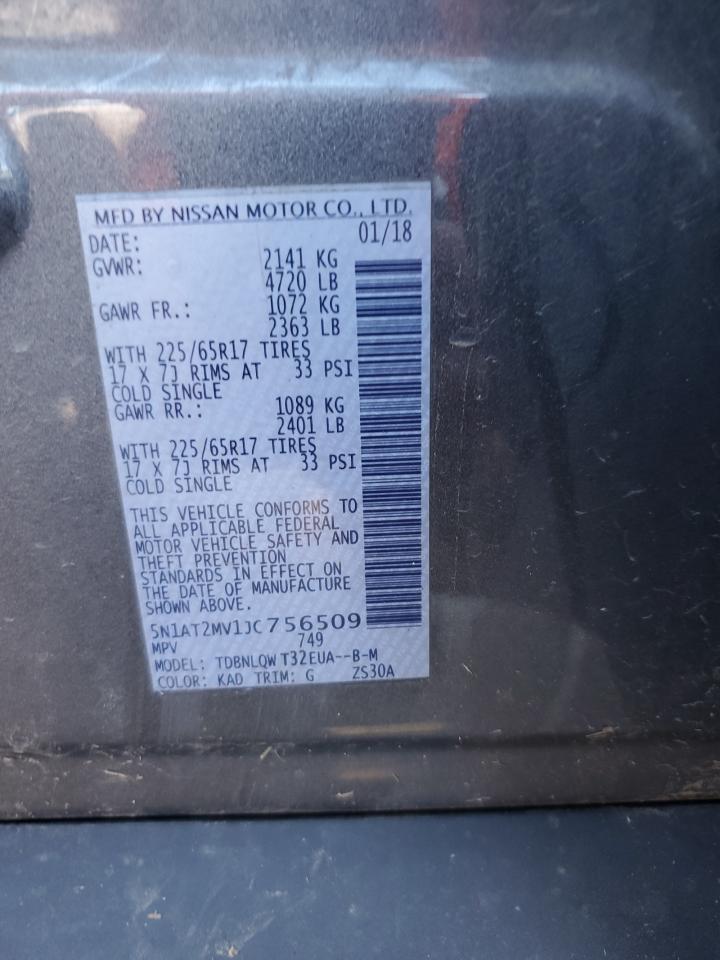 MFD BY NISSAN MOTOR CO., LTD.
DATE: 01/18
GVWR: 2141 KG
4720 LB
GAWR FR.: 1072 KG
2363 LB
WITH 225/65R17 TIRES
17 X 7J RIMS AT 33 PSI
COLD SINGLE
GAWR RR.: 1089 KG
2401 LB
WITH 225/65R17 TIRES
17 X 7J RIMS AT 33 PSI
COLD SINGLE
THIS VEHICLE CONFORMS TO
ALL APPLICABLE FEDERAL
MOTOR VEHICLE SAFETY AND
THEFT PREVENTION
STANDARDS IN EFFECT ON
THE DATE OF MANUFACTURE
SHOWN ABOVE.
5N1AT2MV1JC756509
MPV 749
MODEL: TDBNLQW T32EUA--B-M
COLOR: KAD TRIM: G ZS30A